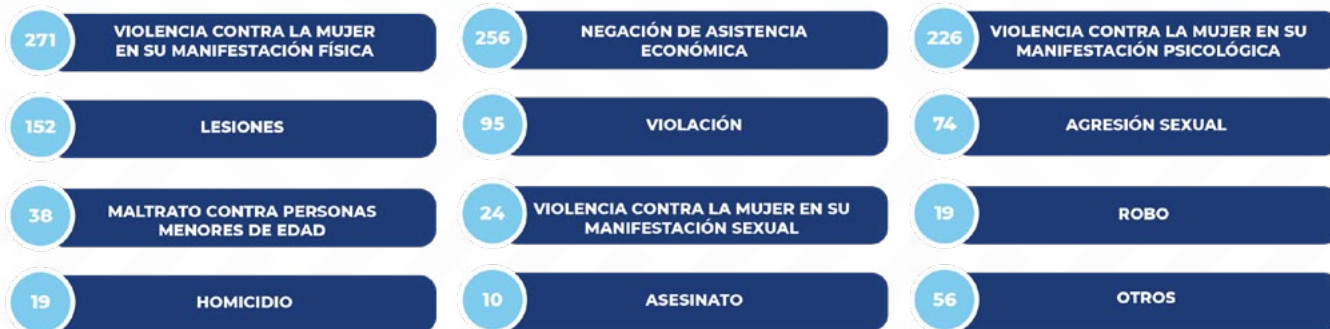 271
VIOLENCIA CONTRA LA MUJER
EN SU MANIFESTACIÓN FÍSICA
256
NEGACIÓN DE ASISTENCIA
ECONÓMICA
226
VIOLENCIA CONTRA LA MUJER EN SU
MANIFESTACIÓN PSICOLÓGICA
152
LESIONES
95
VIOLACIÓN
74
AGRESIÓN SEXUAL
38
MALTRATO CONTRA PERSONAS
MENORES DE EDAD
24
VIOLENCIA CONTRA LA MUJER EN SU
MANIFESTACIÓN SEXUAL
19
ROBO
19
HOMICIDIO
10
ASESINATO
56
OTROS